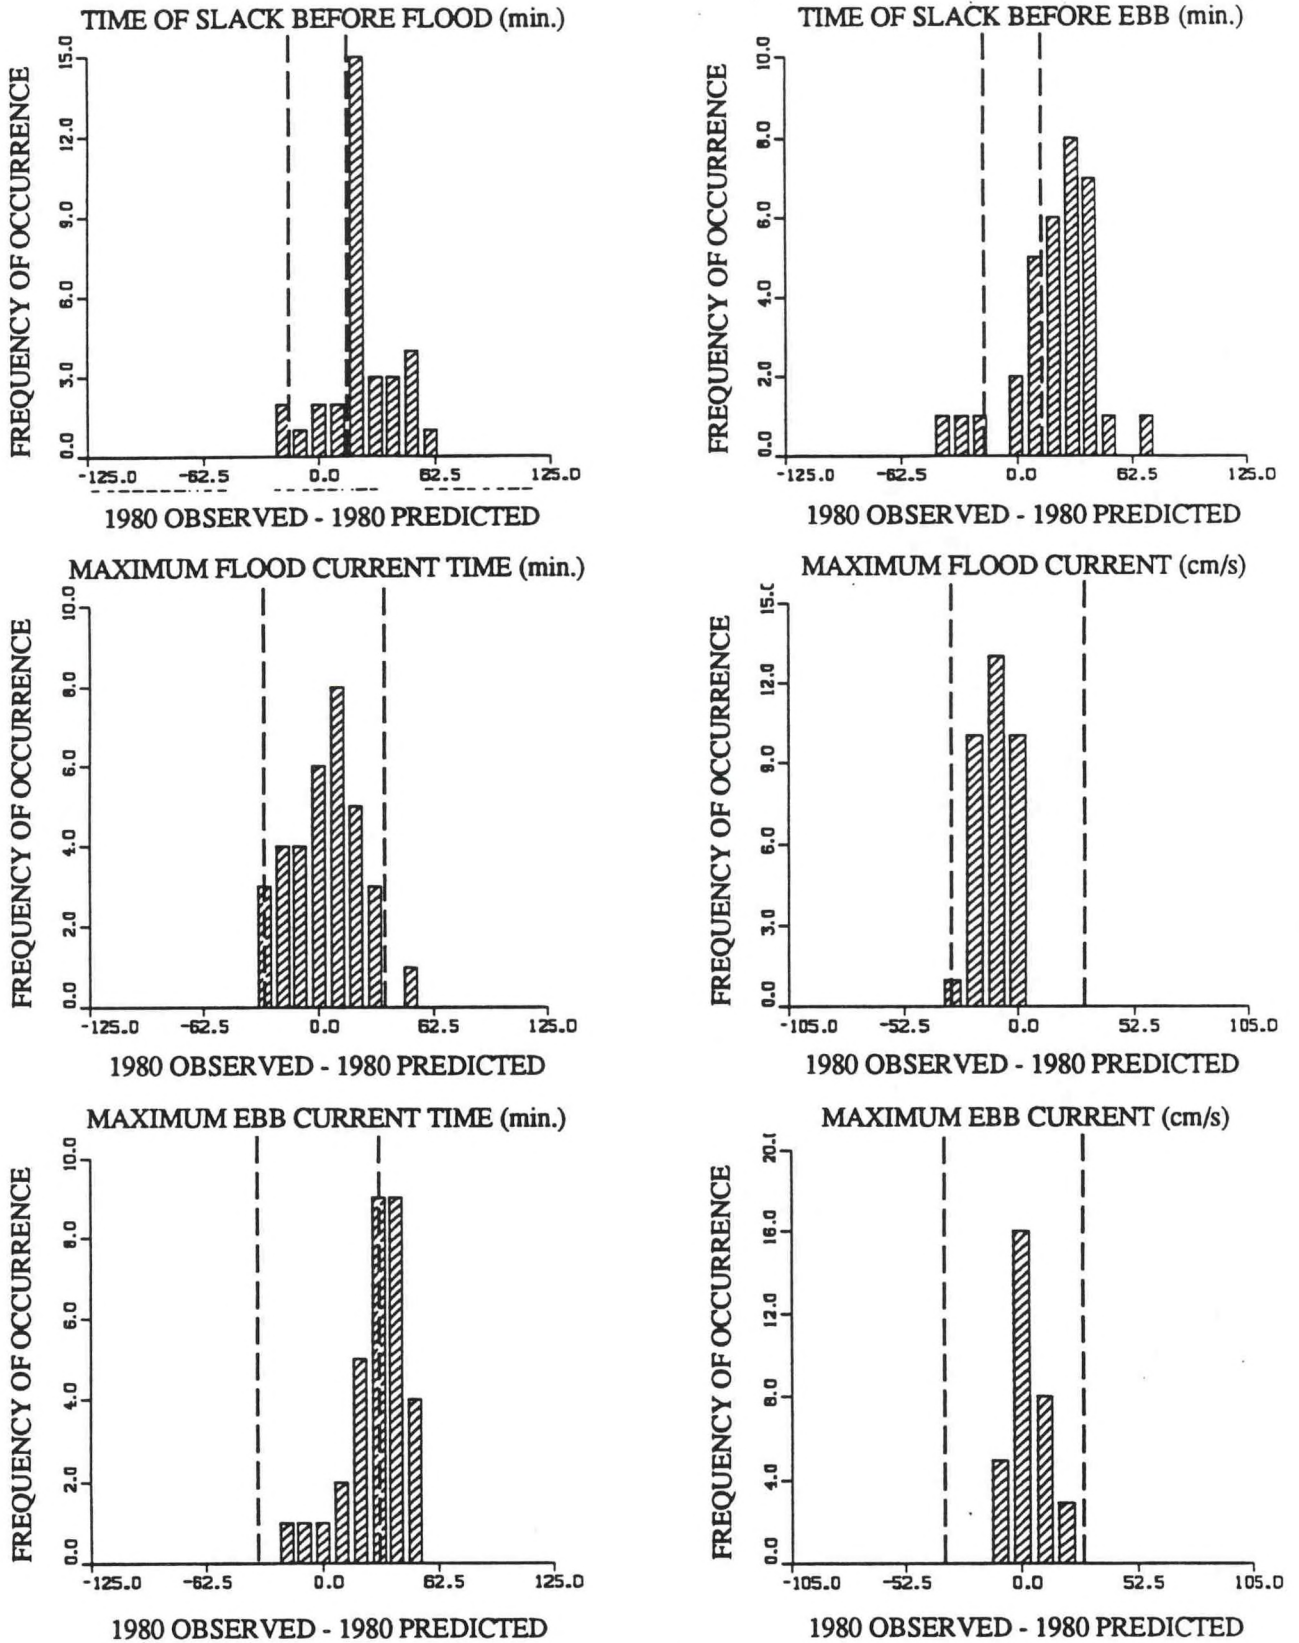 TIME OF SLACK BEFORE FLOOD (min.)
FREQUENCY OF OCCURRENCE
15.0
12.0
9.0
6.0
3.0
0.0
-125.0 -62.5 0.0 62.5 125.0
1980 OBSERVED - 1980 PREDICTED
TIME OF SLACK BEFORE EBB (min.)
FREQUENCY OF OCCURRENCE
10.0
8.0
6.0
4.0
2.0
0.0
-125.0 -62.5 0.0 62.5 125.0
1980 OBSERVED - 1980 PREDICTED
MAXIMUM FLOOD CURRENT TIME (min.)
FREQUENCY OF OCCURRENCE
10.0
8.0
6.0
4.0
2.0
0.0
-125.0 -62.5 0.0 62.5 125.0
1980 OBSERVED - 1980 PREDICTED
MAXIMUM FLOOD CURRENT (cm/s)
FREQUENCY OF OCCURRENCE
15.0
12.0
9.0
6.0
3.0
0.0
-105.0 -52.5 0.0 52.5 105.0
1980 OBSERVED - 1980 PREDICTED
MAXIMUM EBB CURRENT TIME (min.)
FREQUENCY OF OCCURRENCE
10.0
8.0
6.0
4.0
2.0
0.0
-125.0 -62.5 0.0 62.5 125.0
1980 OBSERVED - 1980 PREDICTED
MAXIMUM EBB CURRENT (cm/s)
FREQUENCY OF OCCURRENCE
20.0
16.0
12.0
8.0
4.0
0.0
-105.0 -52.5 0.0 52.5 105.0
1980 OBSERVED - 1980 PREDICTED